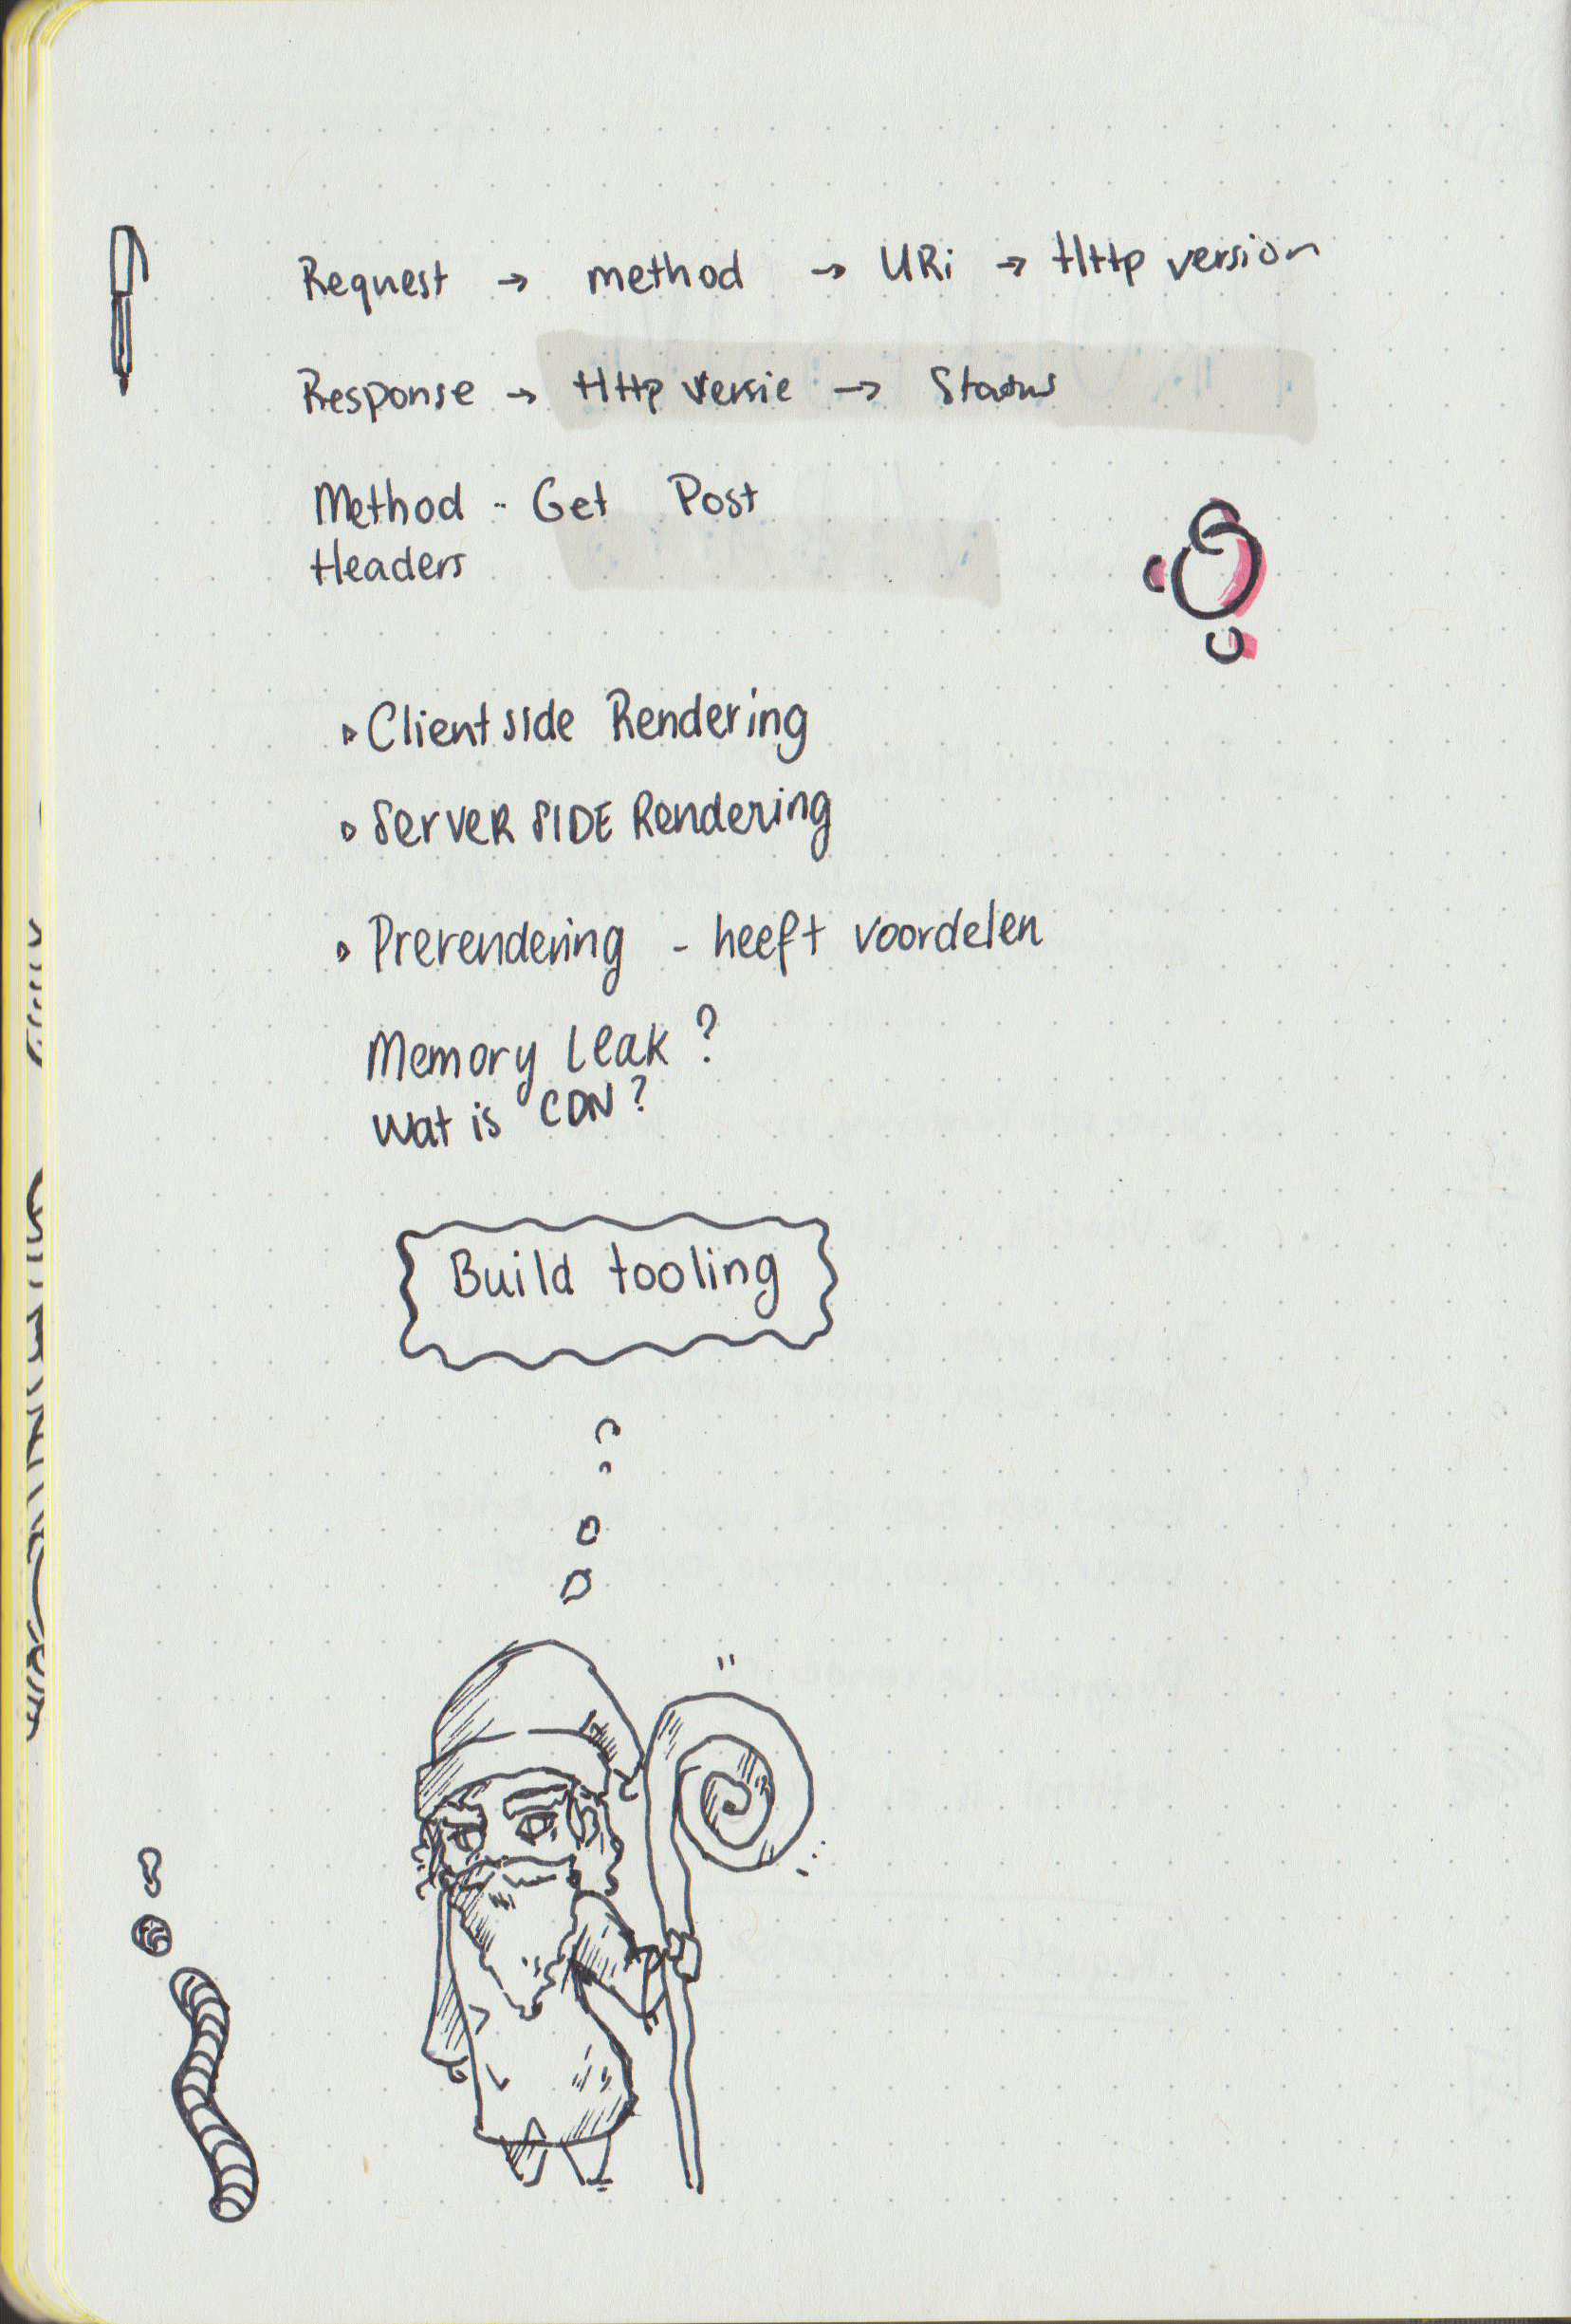 Request → method → URi → Http version
Response → Http versie → Status
Method - Get Post
Headers
Client side Rendering
Server SIDE Rendering
Prerendering - heeft voordelen
Memory Leak ?
Wat is CDN ?
Build tooling